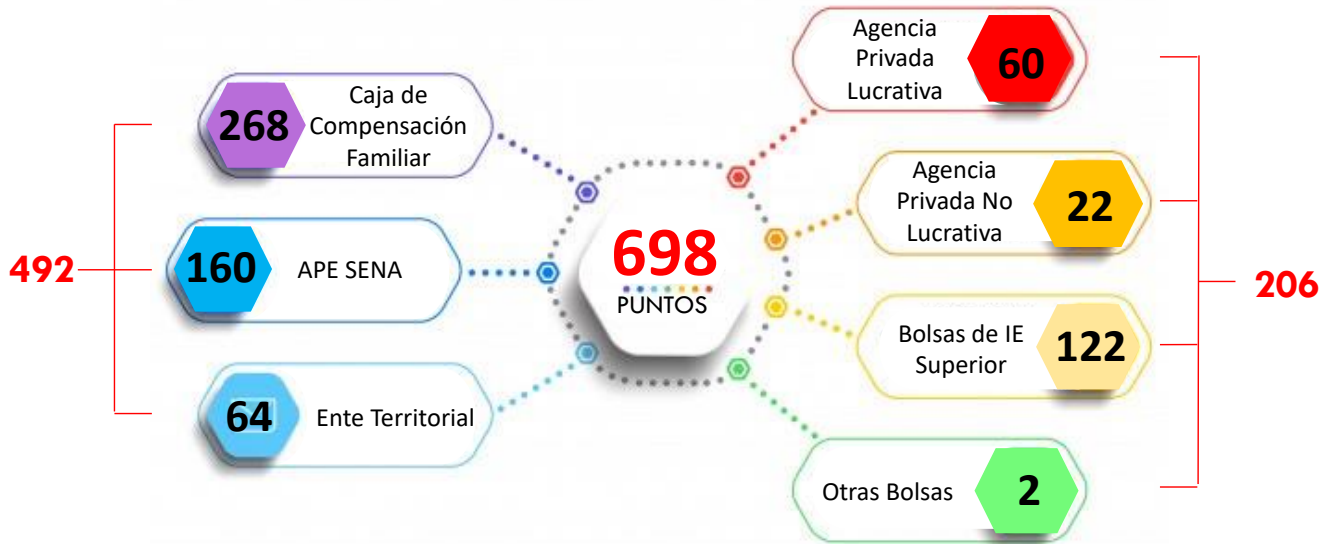 492
268
Caja de
Compensación
Familiar
160
APE SENA
64
Ente Territorial
698
PUNTOS
Agencia
Privada
Lucrativa
60
Agencia
Privada No
Lucrativa
22
Bolsas de IE
Superior
122
Otras Bolsas
2
206